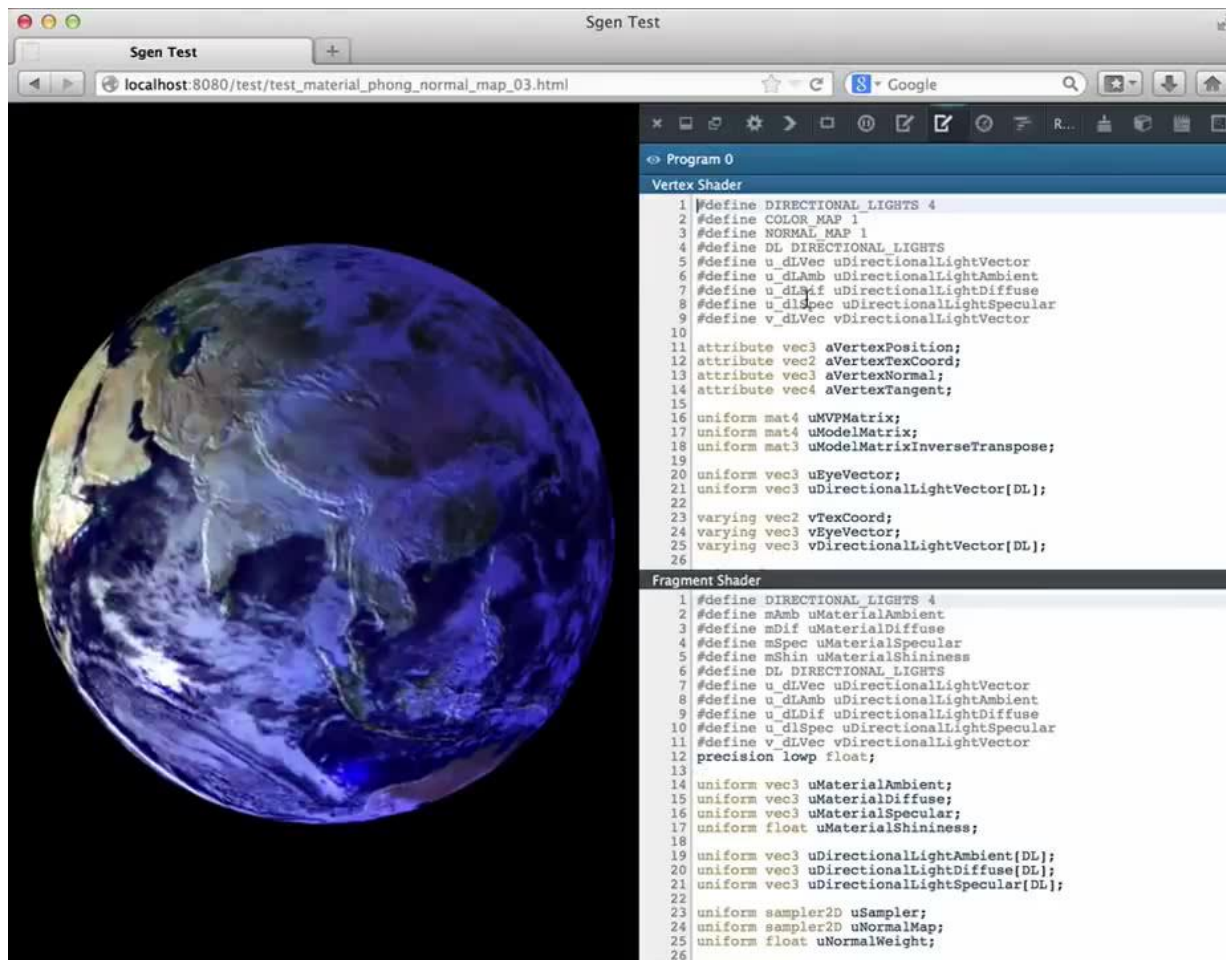 Sgen Test
Sgen Test
localhost:8080/test/test_material_phong_normal_map_03.html
Google
R...
Program 0
Vertex Shader
1 #define DIRECTIONAL_LIGHTS 4
2 #define COLOR_MAP 1
3 #define NORMAL_MAP 1
4 #define DL DIRECTIONAL_LIGHTS
5 #define u_dLVec uDirectionalLightVector
6 #define u_dLAmb uDirectionalLightAmbient
7 #define u_dLDif uDirectionalLightDiffuse
8 #define u_dlSpec uDirectionalLightSpecular
9 #define v_dLVec vDirectionalLightVector
10
11 attribute vec3 aVertexPosition;
12 attribute vec2 aVertexTexCoord;
13 attribute vec3 aVertexNormal;
14 attribute vec4 aVertexTangent;
15
16 uniform mat4 uMVPMatrix;
17 uniform mat4 uModelMatrix;
18 uniform mat3 uModelMatrixInverseTranspose;
19
20 uniform vec3 uEyeVector;
21 uniform vec3 uDirectionalLightVector[DL];
22
23 varying vec2 vTexCoord;
24 varying vec3 vEyeVector;
25 varying vec3 vDirectionalLightVector[DL];
26
Fragment Shader
1 #define DIRECTIONAL_LIGHTS 4
2 #define mAmb uMaterialAmbient
3 #define mDif uMaterialDiffuse
4 #define mSpec uMaterialSpecular
5 #define mShin uMaterialShininess
6 #define DL DIRECTIONAL_LIGHTS
7 #define u_dLVec uDirectionalLightVector
8 #define u_dLAmb uDirectionalLightAmbient
9 #define u_dLDif uDirectionalLightDiffuse
10 #define u_dlSpec uDirectionalLightSpecular
11 #define v_dLVec vDirectionalLightVector
12 precision lowp float;
13
14 uniform vec3 uMaterialAmbient;
15 uniform vec3 uMaterialDiffuse;
16 uniform vec3 uMaterialSpecular;
17 uniform float uMaterialShininess;
18
19 uniform vec3 uDirectionalLightAmbient[DL];
20 uniform vec3 uDirectionalLightDiffuse[DL];
21 uniform vec3 uDirectionalLightSpecular[DL];
22
23 uniform sampler2D uSampler;
24 uniform sampler2D uNormalMap;
25 uniform float uNormalWeight;
26